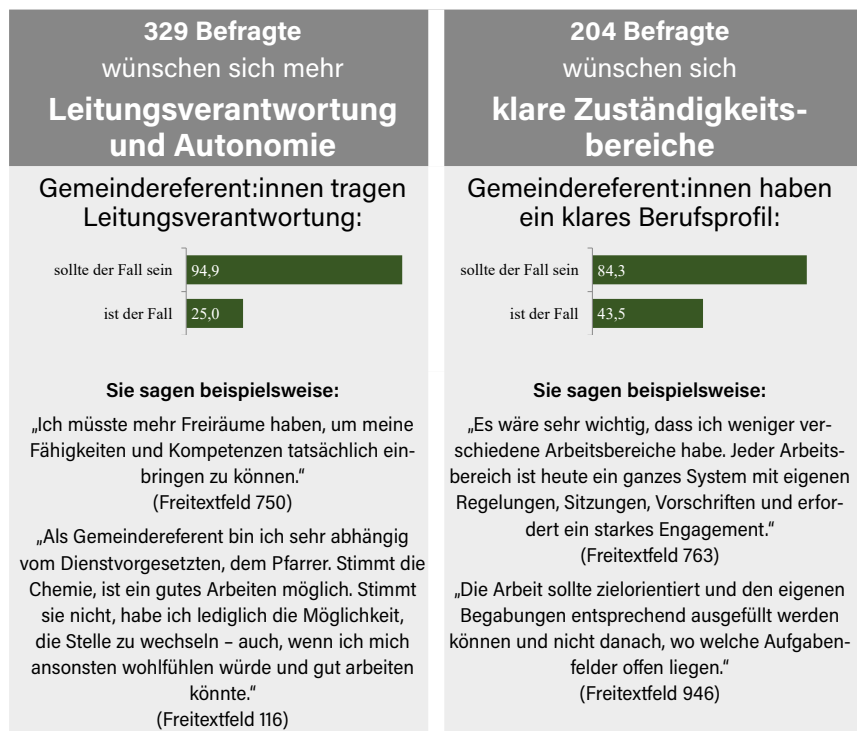 329 Befragte
wünschen sich mehr
Leitungsverantwortung
und Autonomie
Gemeindereferent:innen tragen
Leitungsverantwortung:
sollte der Fall sein 94,9
ist der Fall 25,0
Sie sagen beispielsweise:
„Ich müsste mehr Freiräume haben, um meine
Fähigkeiten und Kompetenzen tatsächlich ein-
bringen zu können.“
(Freitextfeld 750)
„Als Gemeindereferent bin ich sehr abhängig
vom Dienstvorgesetzten, dem Pfarrer. Stimmt die
Chemie, ist ein gutes Arbeiten möglich. Stimmt
sie nicht, habe ich lediglich die Möglichkeit,
die Stelle zu wechseln – auch, wenn ich mich
ansonsten wohlfühlen würde und gut arbeiten
könnte.“
(Freitextfeld 116)
204 Befragte
wünschen sich
klare Zuständigkeits-
bereiche
Gemeindereferent:innen haben
ein klares Berufsprofil:
sollte der Fall sein 84,3
ist der Fall 43,5
Sie sagen beispielsweise:
„Es wäre sehr wichtig, dass ich weniger ver-
schiedene Arbeitsbereiche habe. Jeder Arbeits-
bereich ist heute ein ganzes System mit eigenen
Regelungen, Sitzungen, Vorschriften und erfor-
dert ein starkes Engagement.“
(Freitextfeld 763)
„Die Arbeit sollte zielorientiert und den eigenen
Begabungen entsprechend ausgefüllt werden
können und nicht danach, wo welche Aufgaben-
felder offen liegen.“
(Freitextfeld 946)